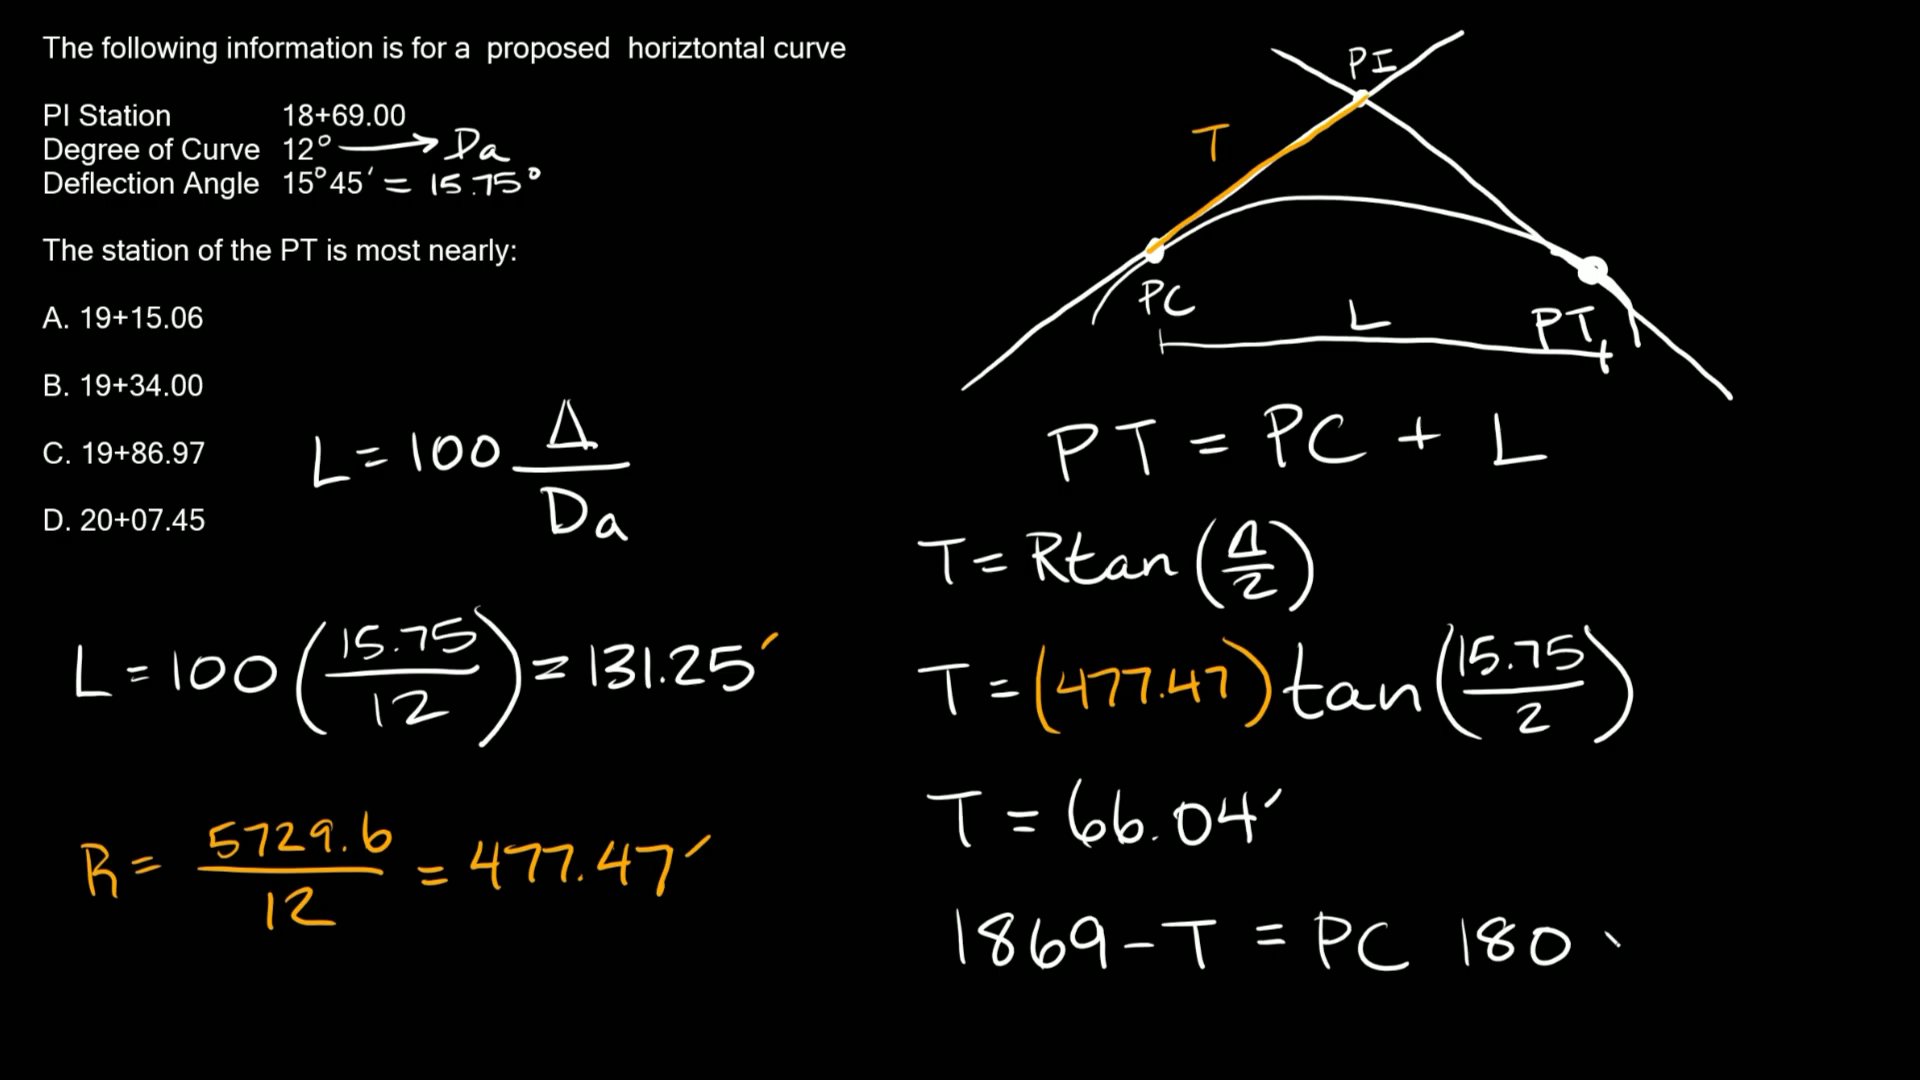 The following information is for a proposed horiztontal curve
PI Station 18+69.00
Degree of Curve 12° → Da
Deflection Angle 15°45′ = 15.75°
The station of the PT is most nearly:
A. 19+15.06
B. 19+34.00
C. 19+86.97
D. 20+07.45
L = 100 Δ/Da
L = 100 (15.75/12) = 131.25′
R = 5729.6/12 = 477.47′
PI
T
PC
L
PT
PT = PC + L
T = Rtan(Δ/2)
T = (477.47) tan(15.75/2)
T = 66.04′
1869 - T = PC 180